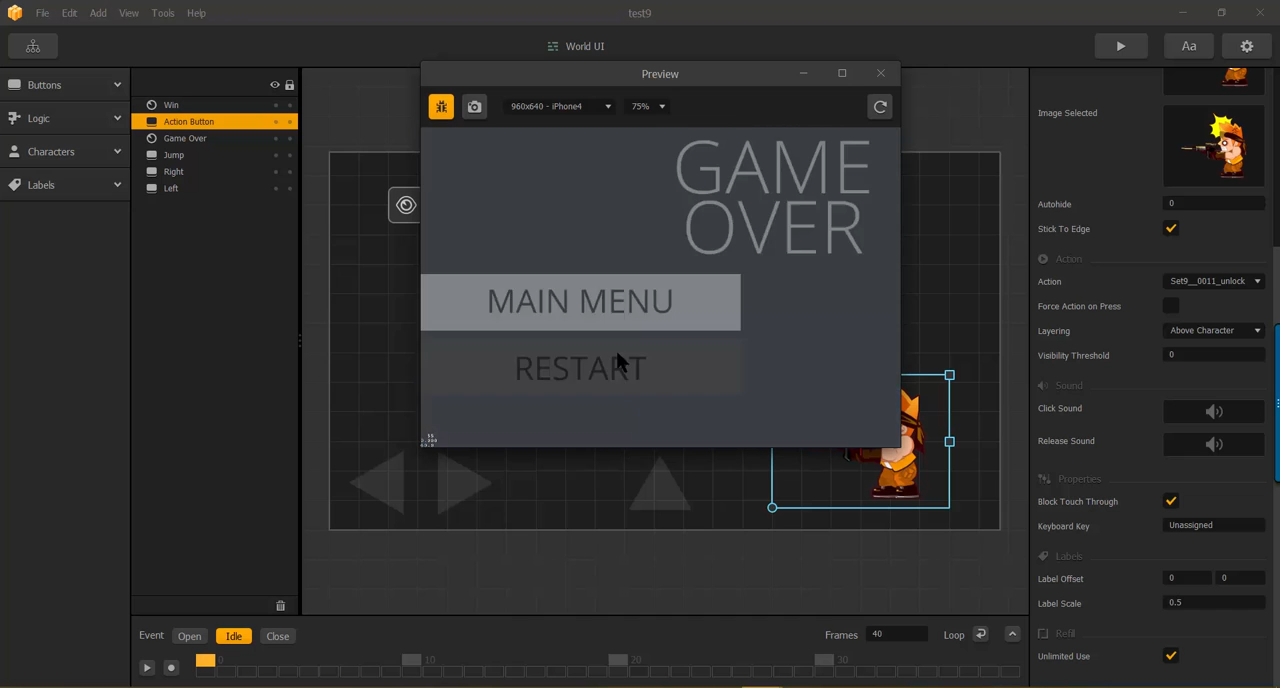 File Edit Add View Tools Help
test9
World UI
Aa
Buttons
Logic
Characters
Labels
Win
Action Button
Game Over
Jump
Right
Left
Preview
960x640 - iPhone4
75%
GAME
OVER
MAIN MENU
RESTART
Image Selected
Autohide 0
Stick To Edge
Action
Action Set9__0011_unlock
Force Action on Press
Layering Above Character
Visibility Threshold 0
Sound
Click Sound
Release Sound
Properties
Block Touch Through
Keyboard Key Unassigned
Labels
Label Offset 0 0
Label Scale 0.5
Refill
Unlimited Use
Event Open Idle Close
Frames 40 Loop
0 10 20 30